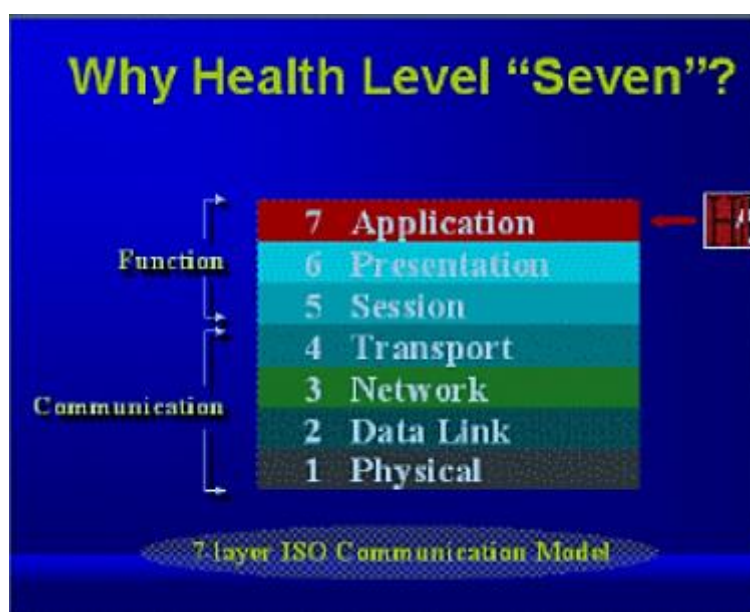 Why Health Level “Seven”?
7 Application
Function
6 Presentation
5 Session
4 Transport
3 Network
Communication
2 Data Link
1 Physical
7 layer ISO Communication Model